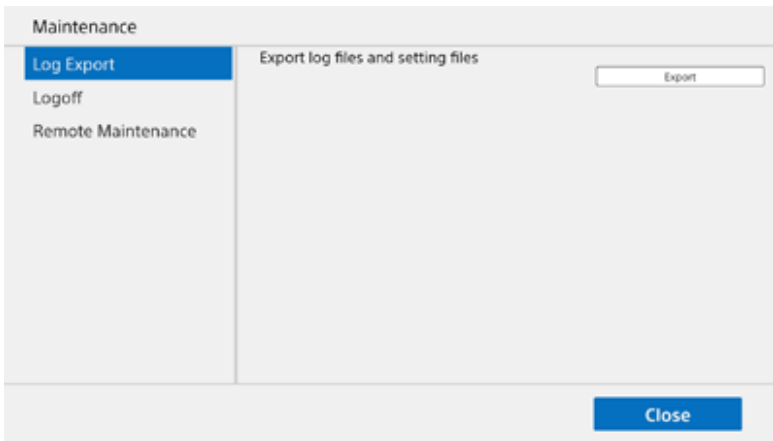 Maintenance
Log Export
Export log files and setting files
Export
Logoff
Remote Maintenance
Close